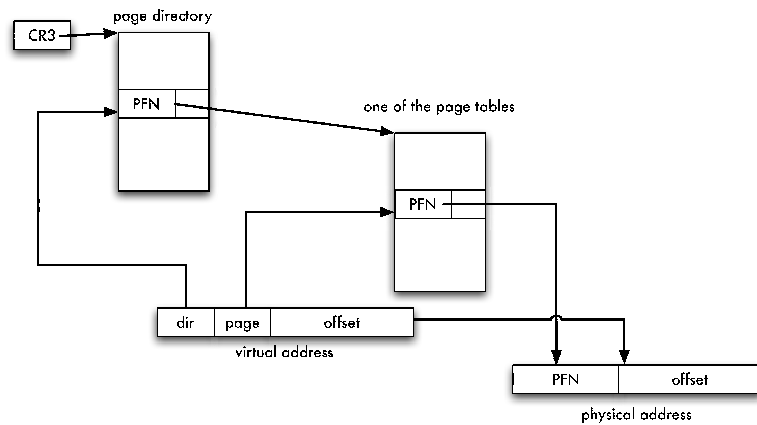 page directory
CR3
PFN
one of the page tables
PFN
dir page offset
virtual address
PFN offset
physical address